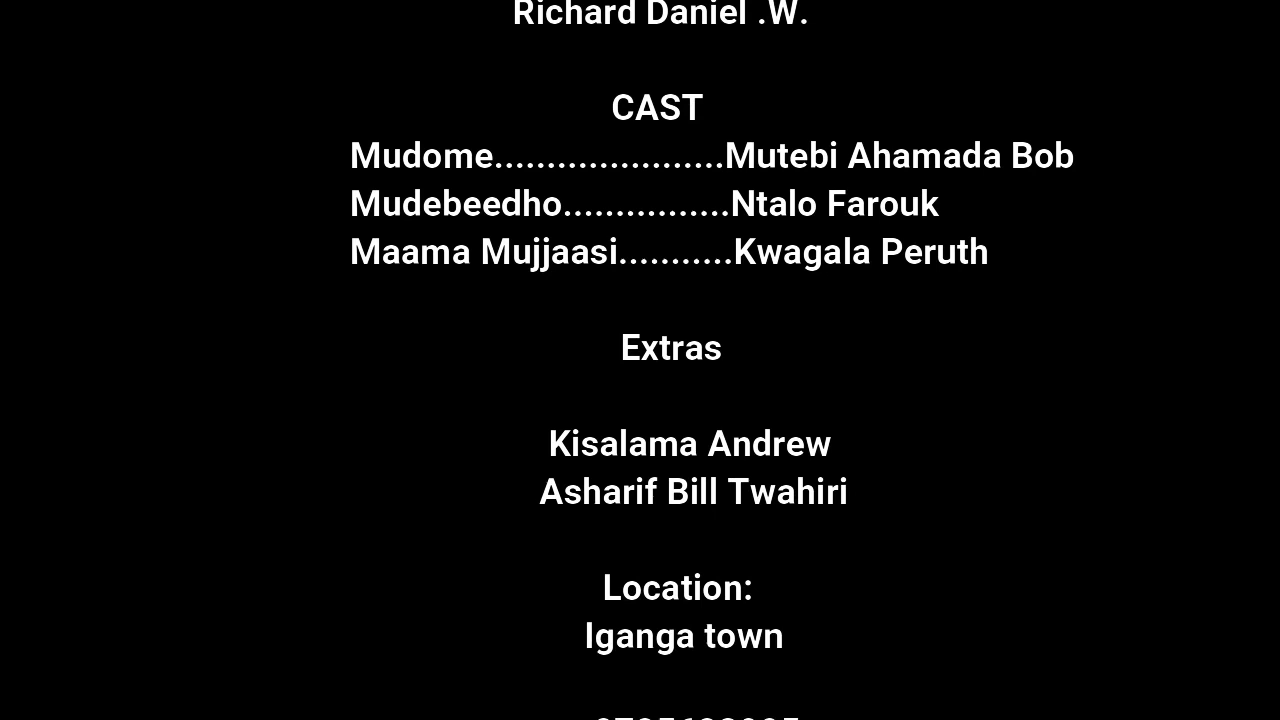 Richard Daniel .W.
CAST
Mudome......................Mutebi Ahamada Bob
Mudebeedho................Ntalo Farouk
Maama Mujjaasi...........Kwagala Peruth
Extras
Kisalama Andrew
Asharif Bill Twahiri
Location:
Iganga town